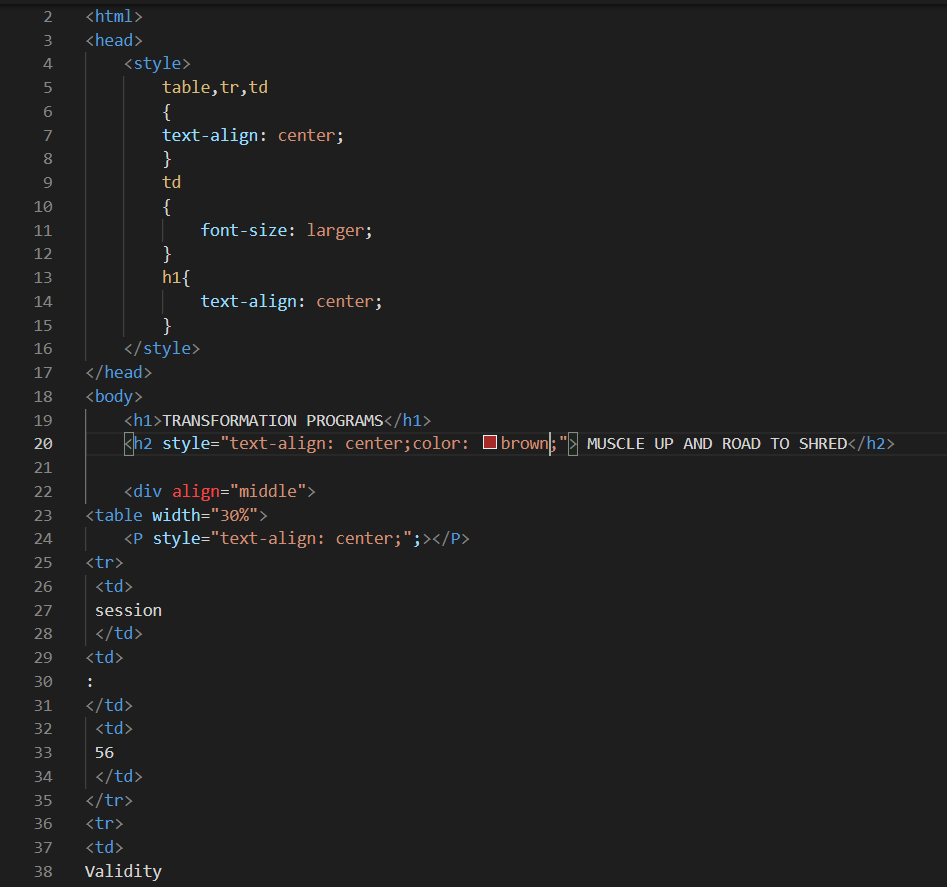 2 <html>
3 <head>
4 <style>
5 table,tr,td
6 {
7 text-align: center;
8 }
9 td
10 {
11 font-size: larger;
12 }
13 h1{
14 text-align: center;
15 }
16 </style>
17 </head>
18 <body>
19 <h1>TRANSFORMATION PROGRAMS</h1>
20 <h2 style="text-align: center;color: brown;"> MUSCLE UP AND ROAD TO SHRED</h2>
21
22 <div align="middle">
23 <table width="30%">
24 <P style="text-align: center;";></P>
25 <tr>
26 <td>
27 session
28 </td>
29 <td>
30 :
31 </td>
32 <td>
33 56
34 </td>
35 </tr>
36 <tr>
37 <td>
38 Validity